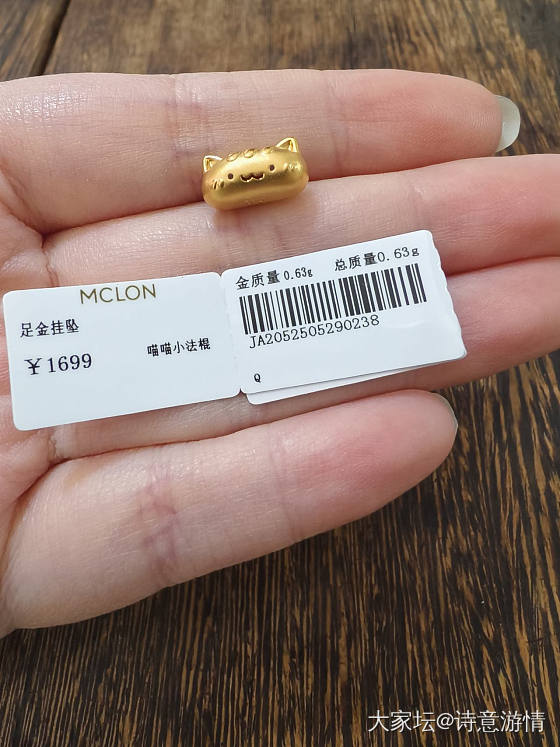 MCLON
足金挂坠
￥1699
喵喵小法棍
金质量 0.63g 总质量0.63g
JA2052505290238
Q
大家坛@诗意游情